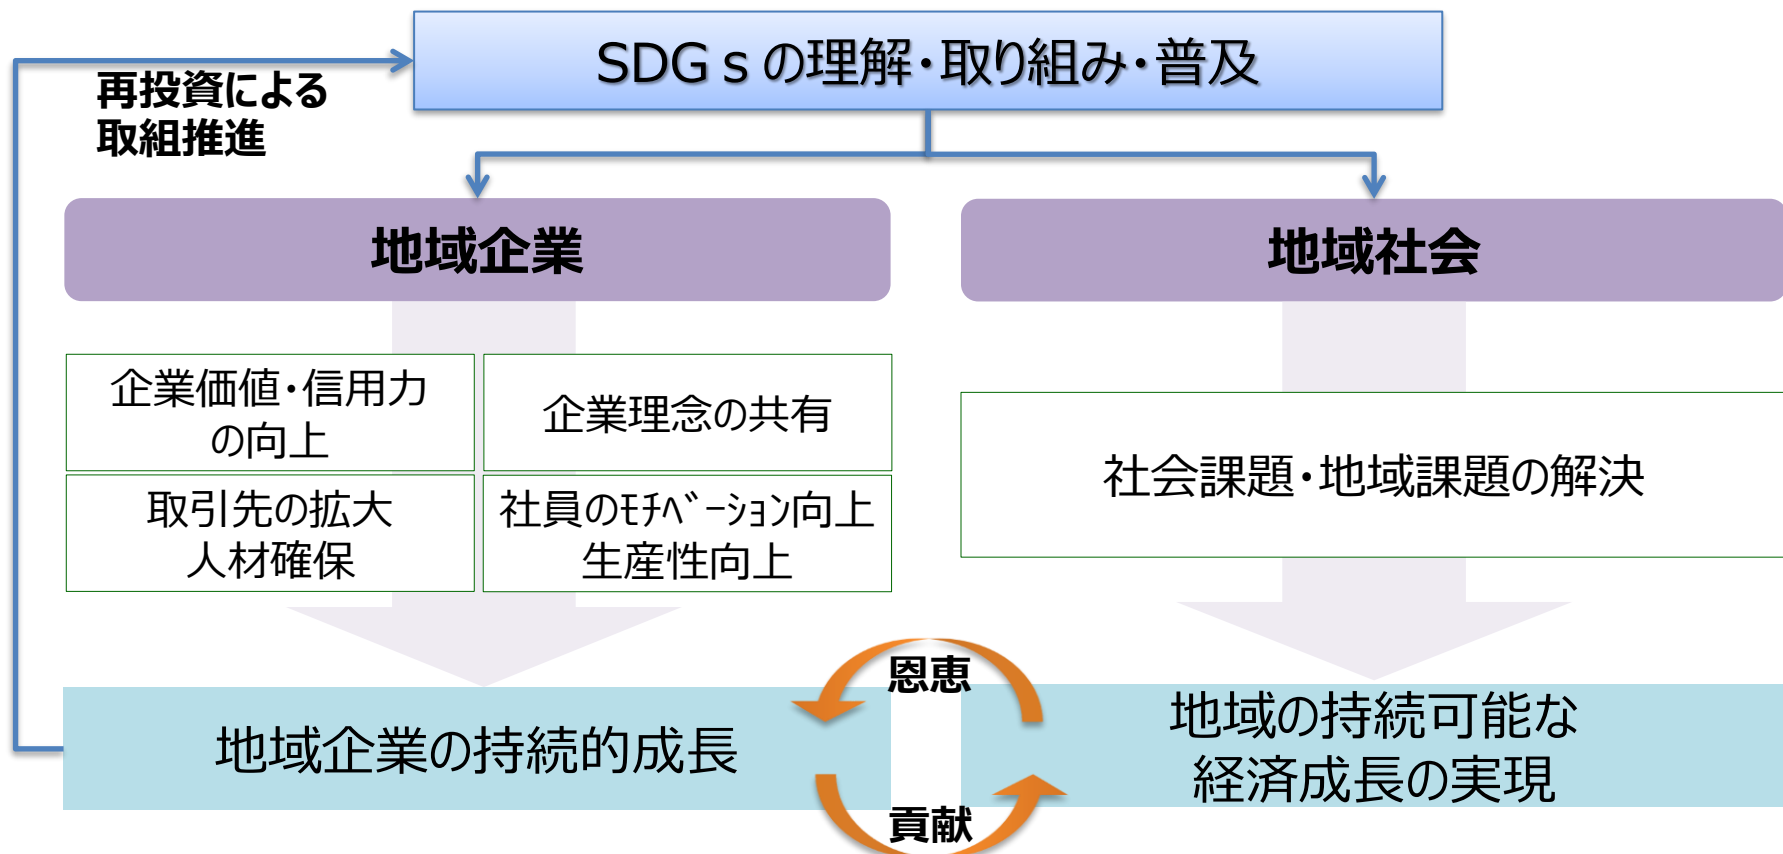 SDGｓの理解・取り組み・普及
再投資による
取組推進
地域企業
地域社会
企業価値・信用力
の向上
企業理念の共有
取引先の拡大
人材確保
社員のﾓﾁﾍﾞｰｼｮﾝ向上
生産性向上
社会課題・地域課題の解決
恩恵
地域企業の持続的成長
地域の持続可能な
経済成長の実現
貢献